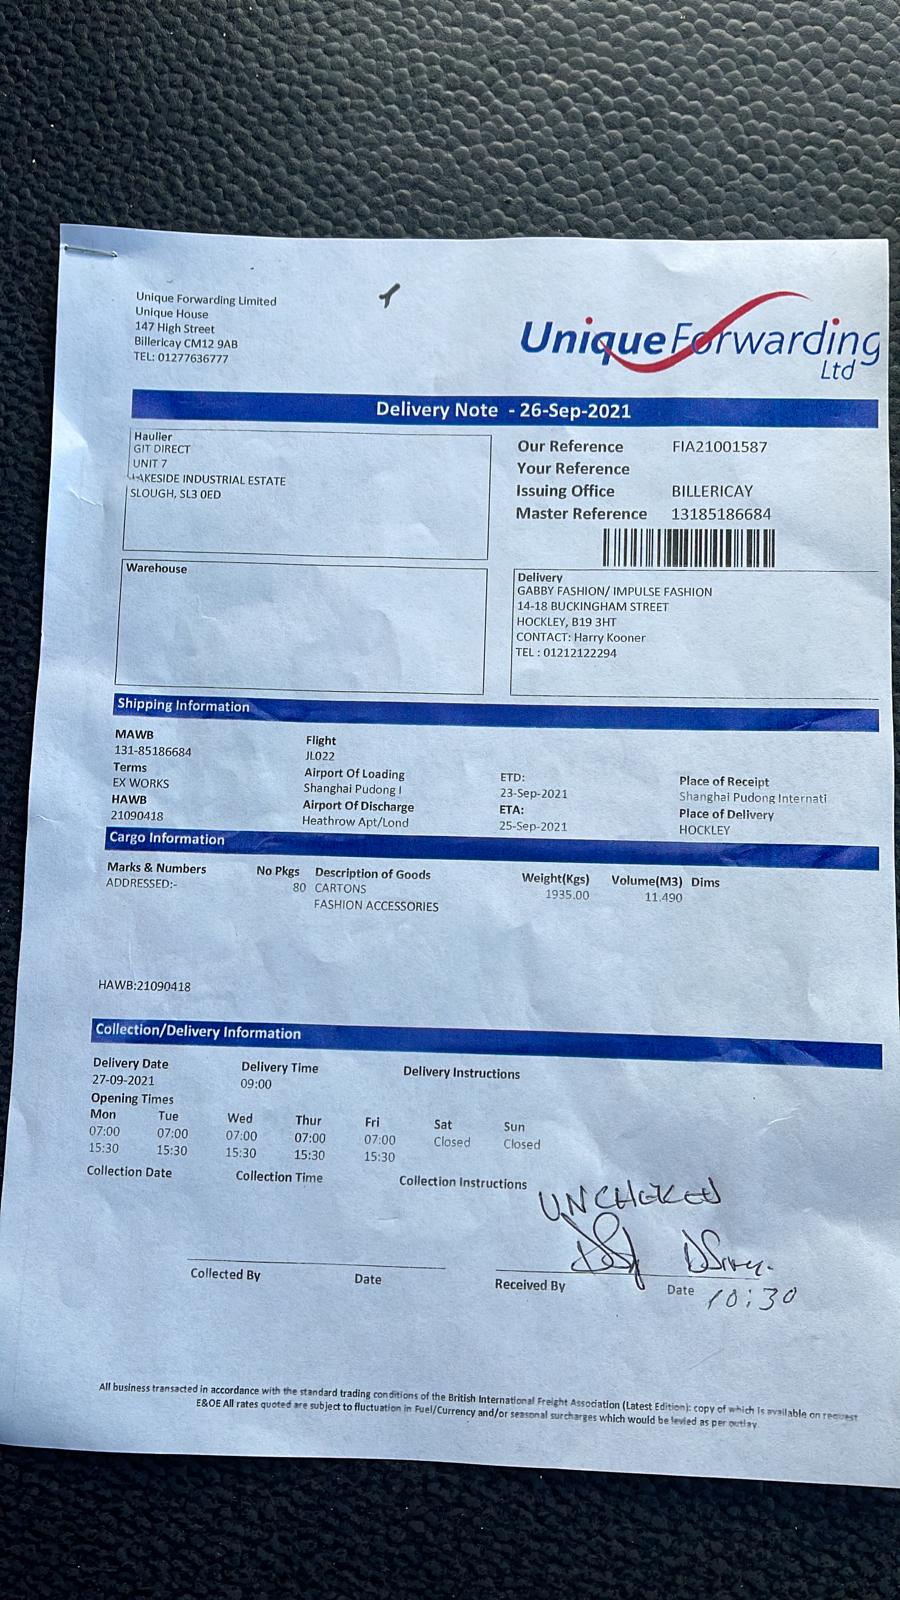 Unique Forwarding Limited
Unique House
147 High Street
Billericay CM12 9AB
TEL: 01277636777
UniqueForwarding
Ltd
Delivery Note - 26-Sep-2021
Haulier
GIT DIRECT
UNIT 7
LAKESIDE INDUSTRIAL ESTATE
SLOUGH, SL3 0ED
Our Reference FIA21001587
Your Reference
Issuing Office BILLERICAY
Master Reference 13185186684
Warehouse
Delivery
GABBY FASHION/ IMPULSE FASHION
14-18 BUCKINGHAM STREET
HOCKLEY, B19 3HT
CONTACT: Harry Kooner
TEL : 01212122294
Shipping Information
MAWB
131-85186684
Terms
EX WORKS
HAWB
21090418
Flight
JL022
Airport Of Loading
Shanghai Pudong I
Airport Of Discharge
Heathrow Apt/Lond
ETD:
23-Sep-2021
ETA:
25-Sep-2021
Place of Receipt
Shanghai Pudong Internati
Place of Delivery
HOCKLEY
Cargo Information
Marks & Numbers No Pkgs Description of Goods Weight(Kgs) Volume(M3) Dims
ADDRESSED:- 80 CARTONS 1935.00 11.490
FASHION ACCESSORIES
HAWB:21090418
Collection/Delivery Information
Delivery Date Delivery Time Delivery Instructions
27-09-2021 09:00
Opening Times
Mon Tue Wed Thur Fri Sat Sun
07:00 07:00 07:00 07:00 07:00 Closed Closed
15:30 15:30 15:30 15:30 15:30
Collection Date Collection Time Collection Instructions
UNCHEKED
Collected By Date Received By Date 10:30
All business transacted in accordance with the standard trading conditions of the British International Freight Association (Latest Edition): copy of which is available on request
E&OE All rates quoted are subject to fluctuation in Fuel/Currency and/or seasonal surcharges which would be levied as per outlay.